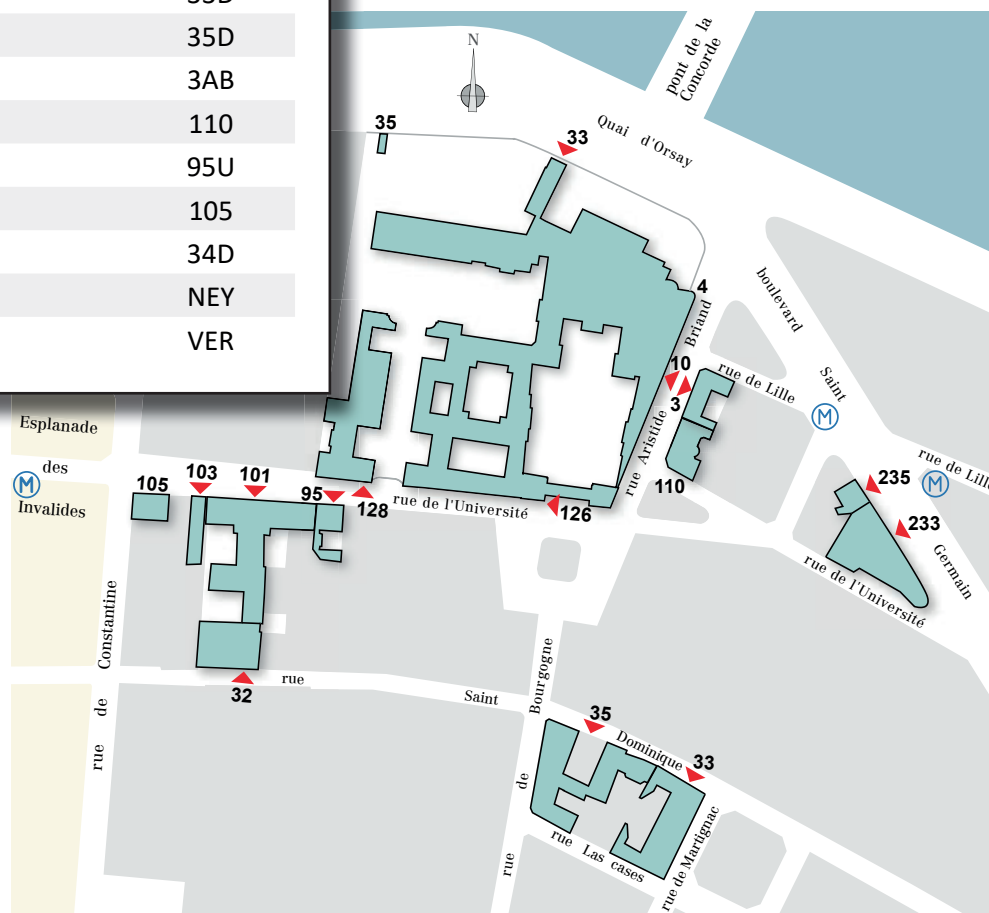 35D
3AB
110
95U
105
34D
NEY
VER
N
pont de la
Concorde
Quai d'Orsay
35
33
4
boulevard
Saint
Germain
Briand
10
3
rue Aristide
110
rue de Lille
M
rue de Lille
M
235
233
rue de l'Université
Esplanade
des
Invalides
M
105
103
101
95
128
rue de l'Université
126
Constantine
de
rue
32
rue
Saint
Dominique
Bourgogne
de
rue
35
33
rue Las cases
rue de Martignac